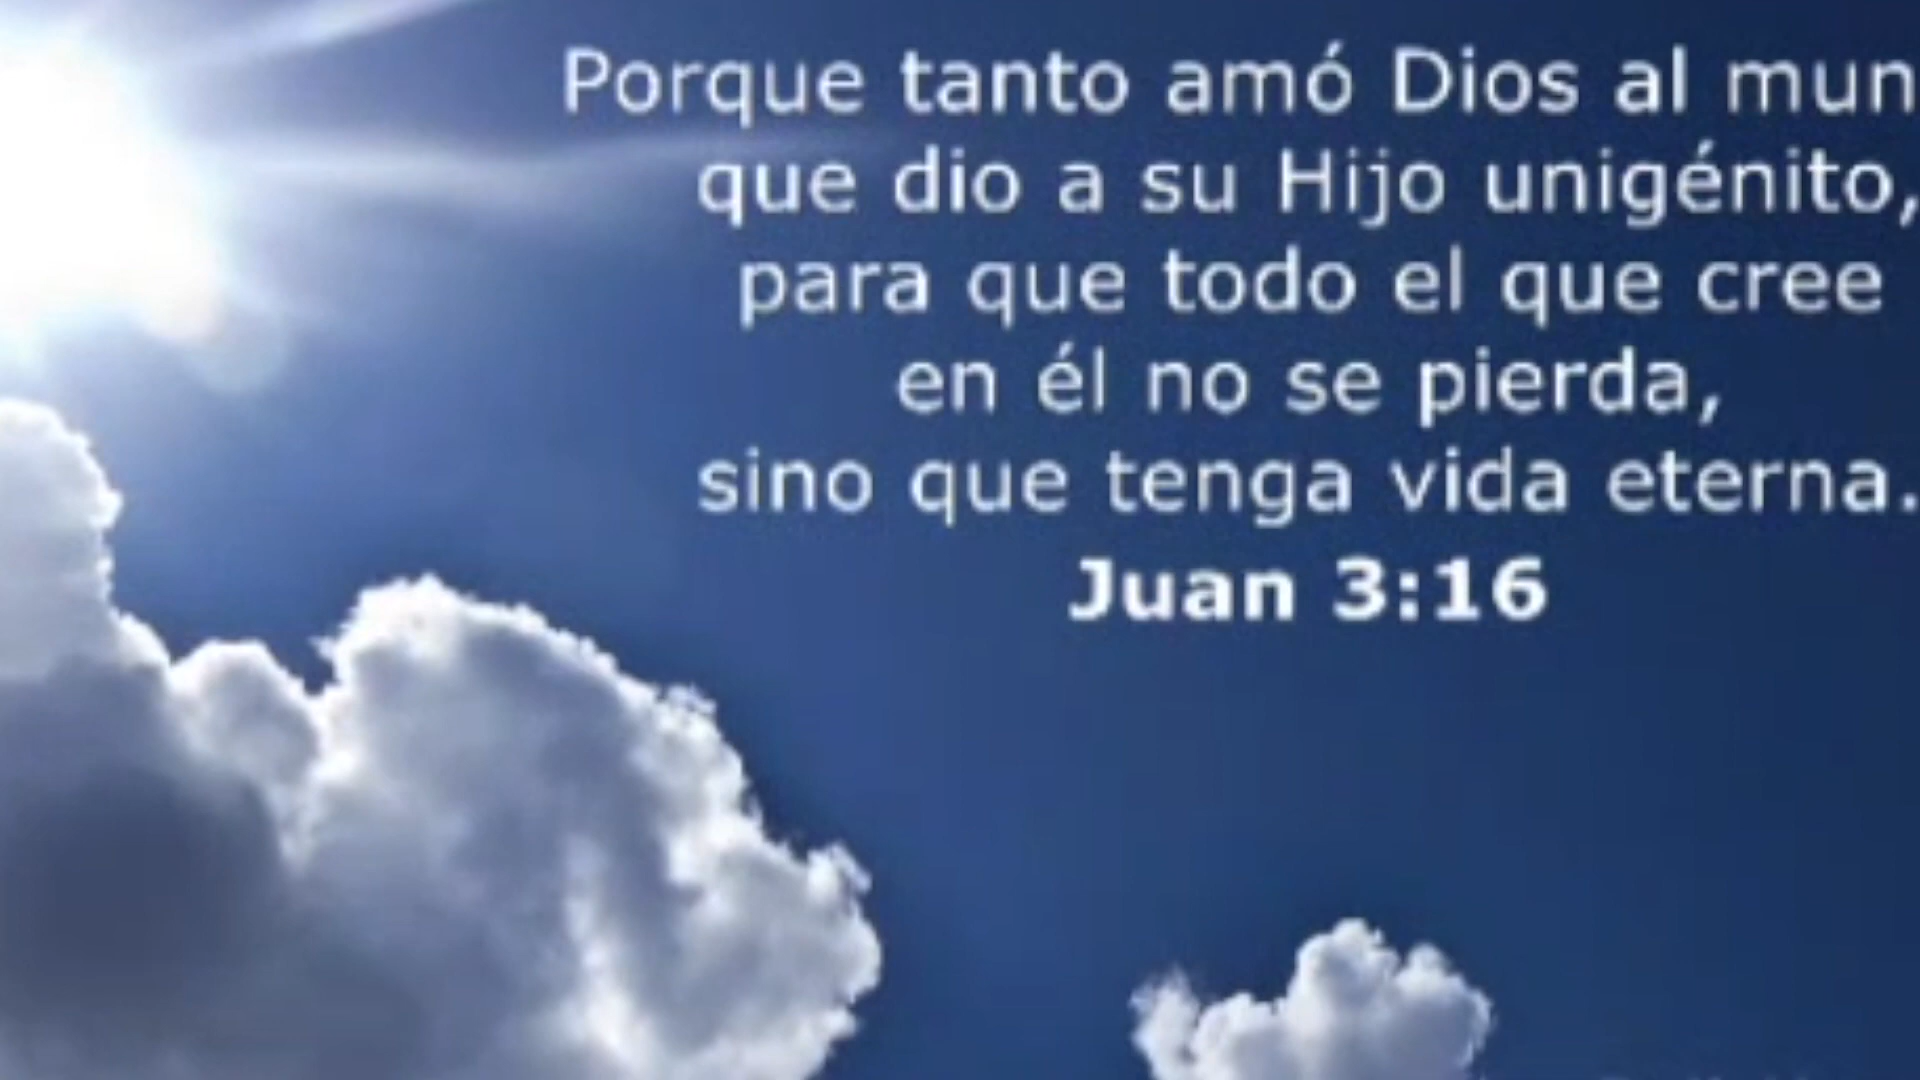 Porque tanto amó Dios al mun
que dio a su Hijo unigénito,
para que todo el que cree
en él no se pierda,
sino que tenga vida eterna.
Juan 3:16